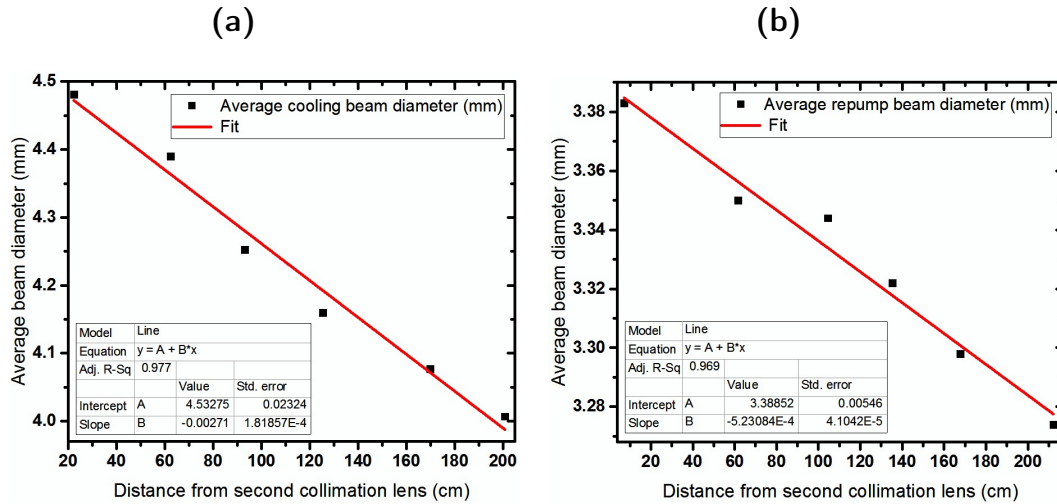 (a)
4.5
4.4
4.3
4.2
4.1
4.0
Average beam diameter (mm)
Average cooling beam diameter (mm)
Fit
Model Line
Equation y = A + B*x
Adj. R-Sq 0.977
Value Std. error
Intercept A 4.53275 0.02324
Slope B -0.00271 1.81857E-4
20 40 60 80 100 120 140 160 180 200
Distance from second collimation lens (cm)
(b)
3.38
3.36
3.34
3.32
3.30
3.28
Average beam diameter (mm)
Average repump beam diameter (mm)
Fit
Model Line
Equation y = A + B*x
Adj. R-Sq 0.969
Value Std. error
Intercept A 3.38852 0.00546
Slope B -5.23084E-4 4.1042E-5
20 40 60 80 100 120 140 160 180 200
Distance from second collimation lens (cm)